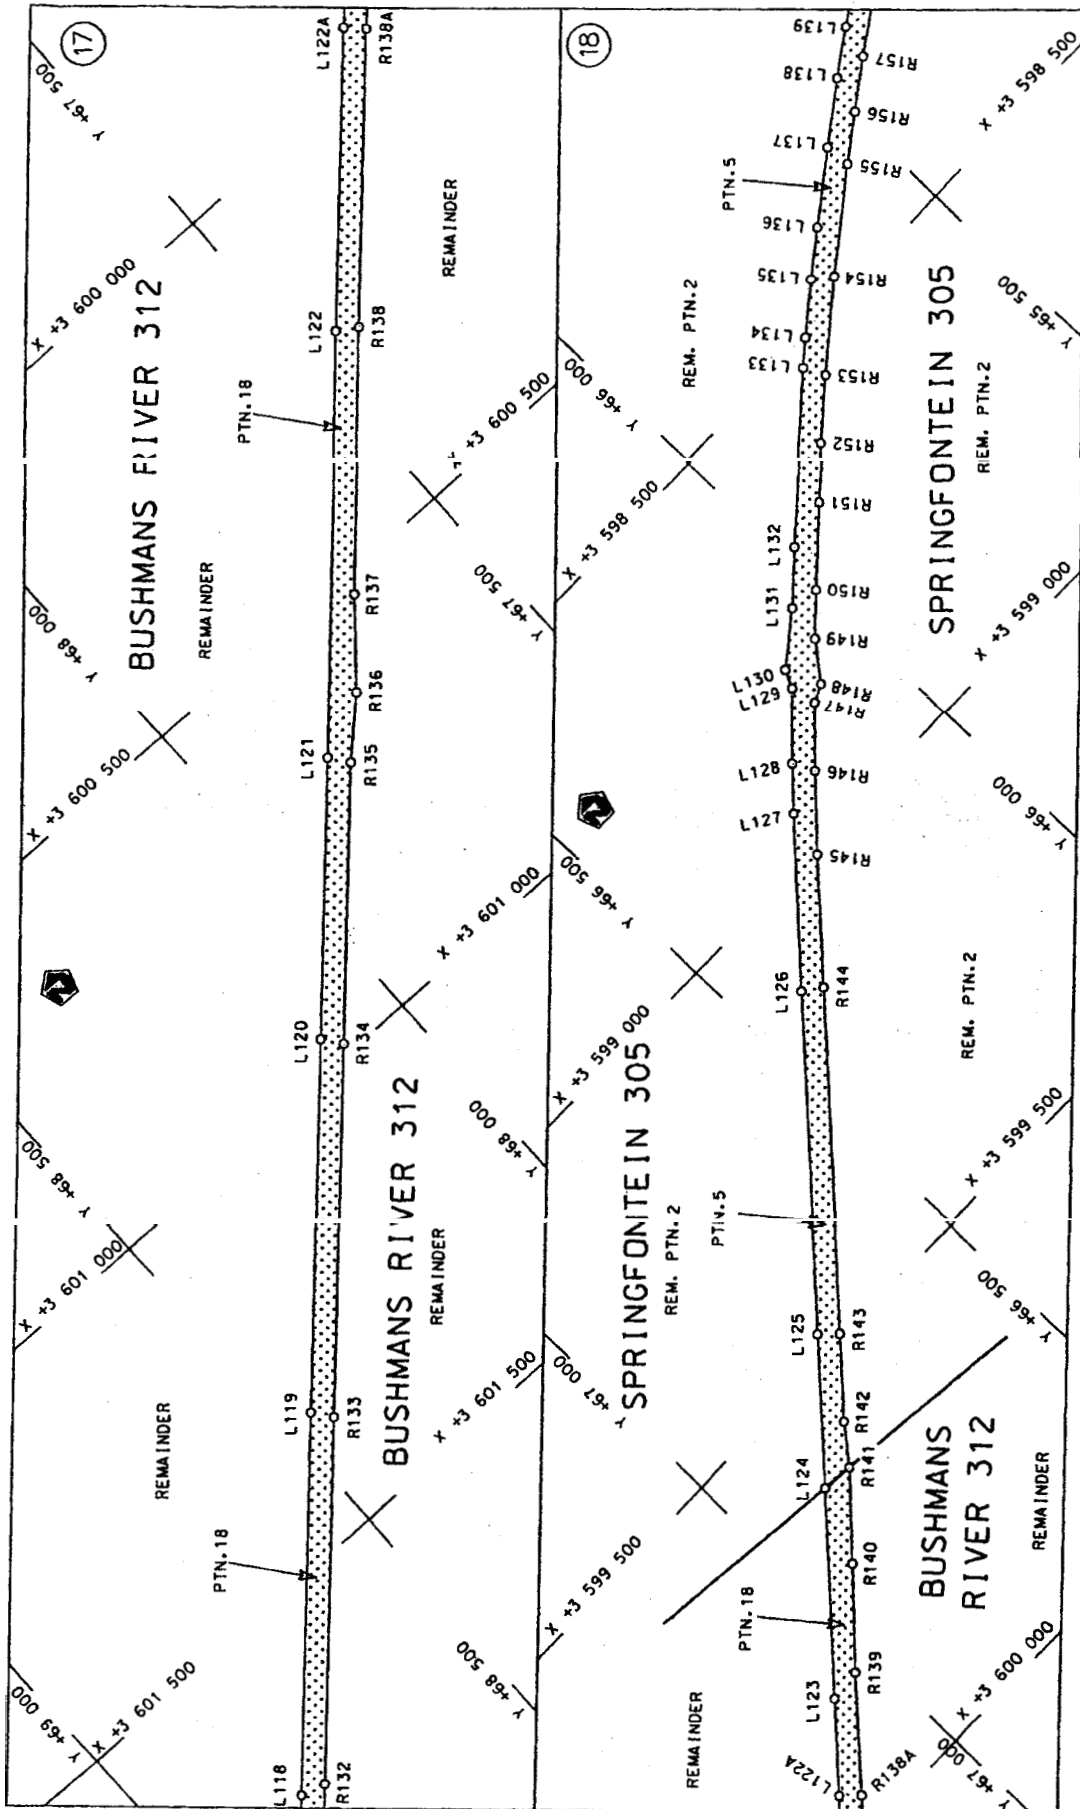 17
Y +67 500
L122A
R138A
X +3 600 000
BUSHMANS RIVER 312
REMAINDER
L122
R138
PTN.18
X +3 600 500
Y +68 000
REMAINDER
R137
Y +67 500
R136
L121
R135
X +3 600 500
X +3 601 000
L120
R134
BUSHMANS RIVER 312
Y +68 000
Y +68 500
X +3 601 000
REMAINDER
L119
R133
X +3 601 500
REMAINDER
PTN.18
Y +69 000
X +3 601 500
Y +68 500
L118
R132
18
L139
R157
L138
X +3 598 500
R156
L137
R155
PTN.5
L136
L135
R154
REM. PTN.2
SPRINGFONTEIN 305
Y +65 500
L134
L133
R153
REM. PTN.2
Y +66 000
R152
X +3 598 500
R151
L132
L131
R150
R149
X +3 599 000
L130
L129
R148
R147
L128
R146
L127
Y +66 000
R145
Y +66 500
L126
R144
REM. PTN.2
X +3 599 000
SPRINGFONTEIN 305
REM. PTN.2
PTN.5
X +3 599 500
L125
R143
Y +66 500
Y +67 000
R142
L124
R141
BUSHMANS
RIVER 312
REMAINDER
X +3 599 500
R140
PTN.18
L123
R139
REMAINDER
X +3 600 000
L122A
R138A
Y +67 000